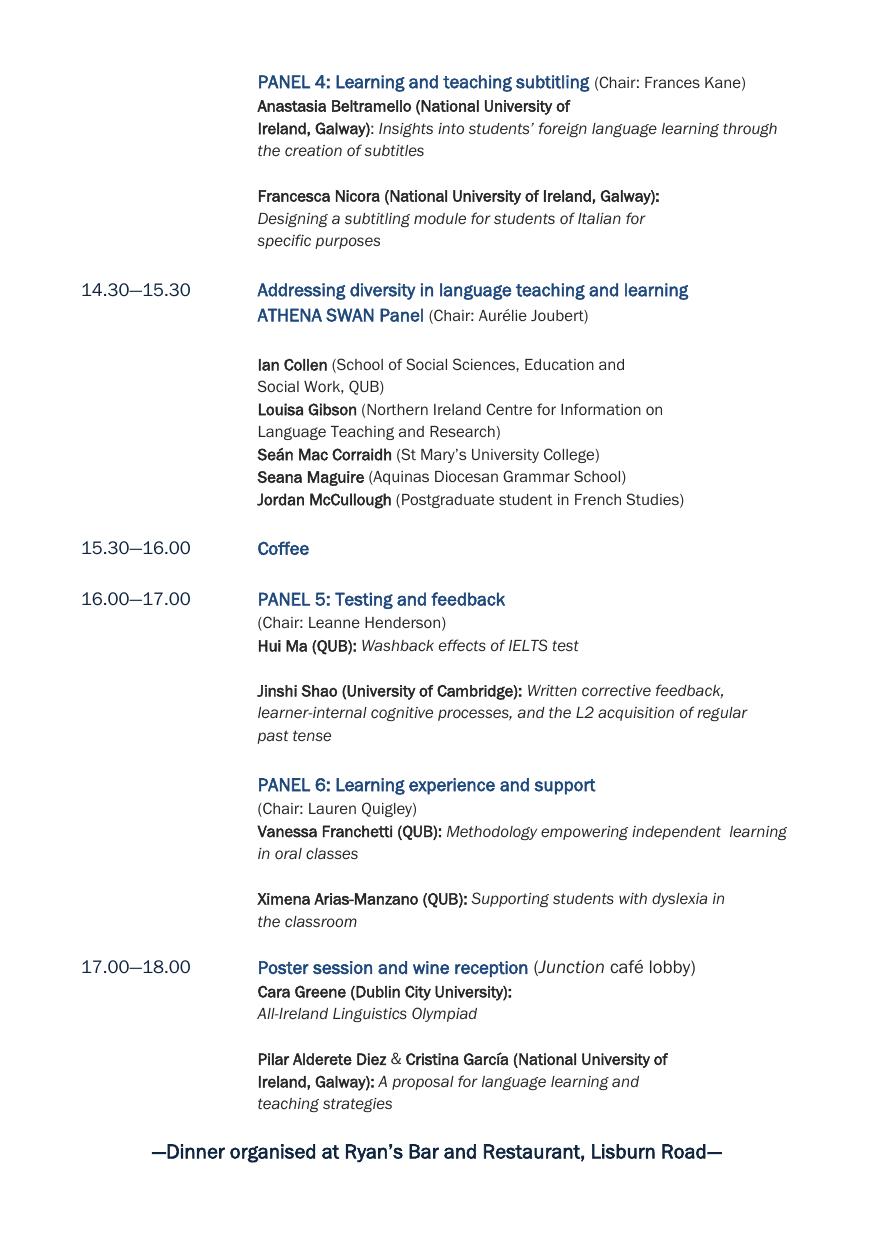 PANEL 4: Learning and teaching subtitling (Chair: Frances Kane)
Anastasia Beltramello (National University of
Ireland, Galway): Insights into students’ foreign language learning through
the creation of subtitles
Francesca Nicora (National University of Ireland, Galway):
Designing a subtitling module for students of Italian for
specific purposes
14.30—15.30 Addressing diversity in language teaching and learning
ATHENA SWAN Panel (Chair: Aurélie Joubert)
Ian Collen (School of Social Sciences, Education and
Social Work, QUB)
Louisa Gibson (Northern Ireland Centre for Information on
Language Teaching and Research)
Seán Mac Corraidh (St Mary’s University College)
Seana Maguire (Aquinas Diocesan Grammar School)
Jordan McCullough (Postgraduate student in French Studies)
15.30—16.00 Coffee
16.00—17.00 PANEL 5: Testing and feedback
(Chair: Leanne Henderson)
Hui Ma (QUB): Washback effects of IELTS test
Jinshi Shao (University of Cambridge): Written corrective feedback,
learner-internal cognitive processes, and the L2 acquisition of regular
past tense
PANEL 6: Learning experience and support
(Chair: Lauren Quigley)
Vanessa Franchetti (QUB): Methodology empowering independent  learning
in oral classes
Ximena Arias-Manzano (QUB): Supporting students with dyslexia in
the classroom
17.00—18.00 Poster session and wine reception (Junction café lobby)
Cara Greene (Dublin City University):
All-Ireland Linguistics Olympiad
Pilar Alderete Diez & Cristina García (National University of
Ireland, Galway): A proposal for language learning and
teaching strategies
—Dinner organised at Ryan’s Bar and Restaurant, Lisburn Road—